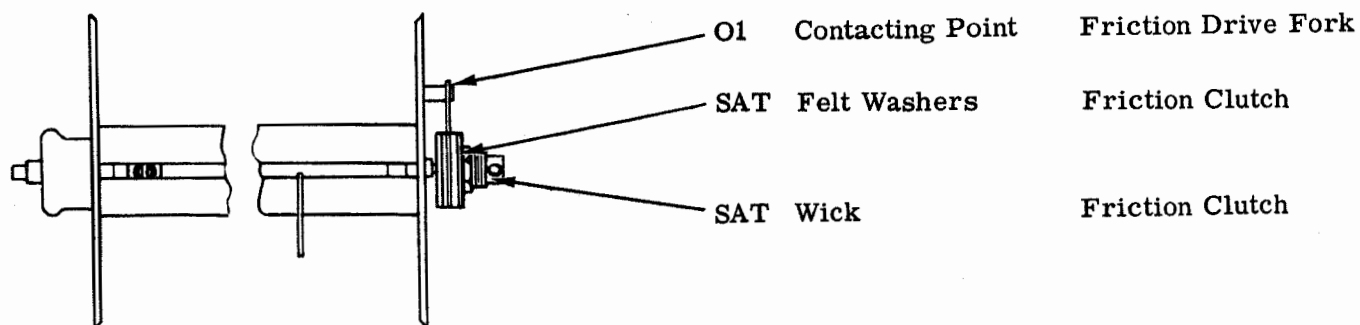 O1 Contacting Point Friction Drive Fork
SAT Felt Washers Friction Clutch
SAT Wick Friction Clutch